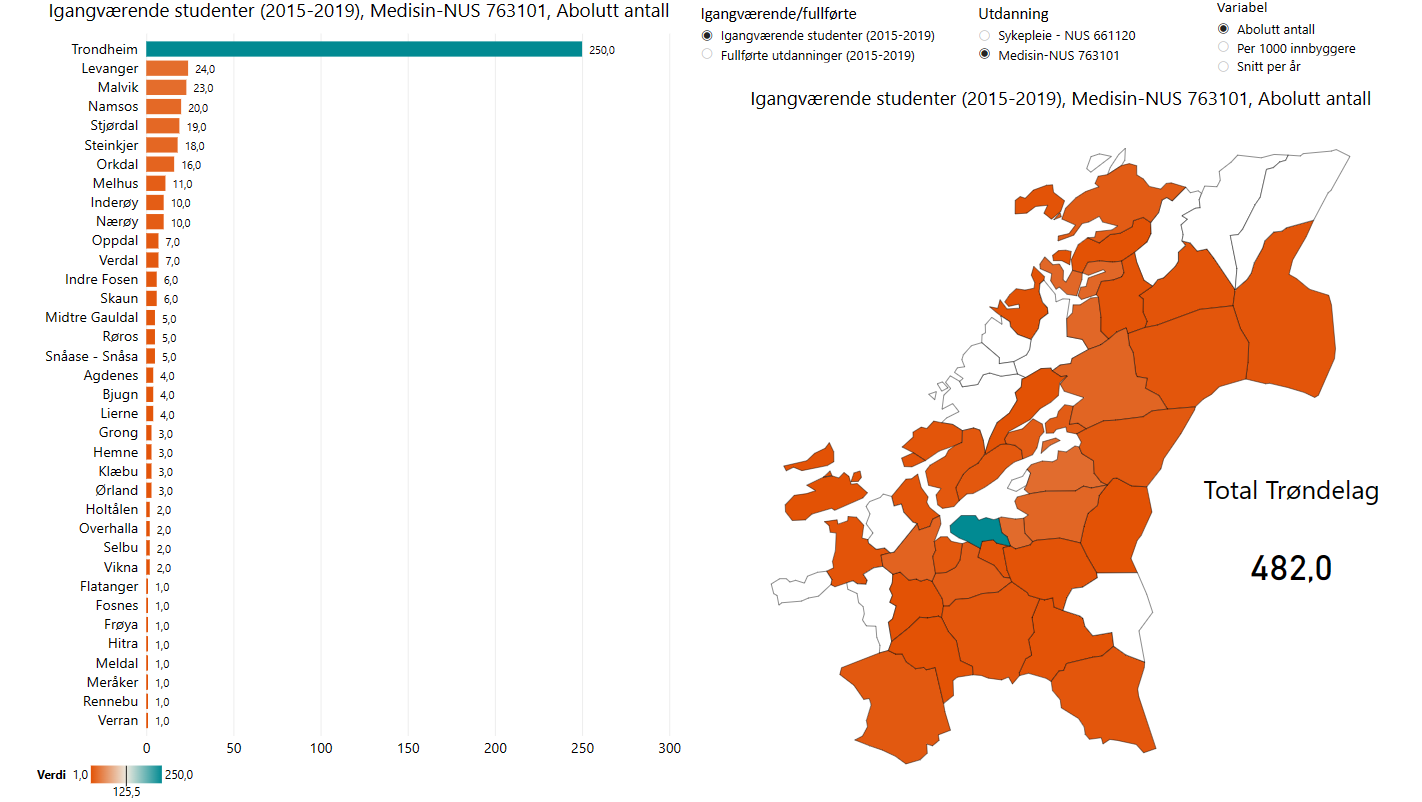 Igangværende studenter (2015-2019), Medisin-NUS 763101, Abolutt antall
Trondheim 250,0
Levanger 24,0
Malvik 23,0
Namsos 20,0
Stjørdal 19,0
Steinkjer 18,0
Orkdal 16,0
Melhus 11,0
Inderøy 10,0
Nærøy 10,0
Oppdal 7,0
Verdal 7,0
Indre Fosen 6,0
Skaun 6,0
Midtre Gauldal 5,0
Røros 5,0
Snåase - Snåsa 5,0
Agdenes 4,0
Bjugn 4,0
Lierne 4,0
Grong 3,0
Hemne 3,0
Klæbu 3,0
Ørland 3,0
Holtålen 2,0
Overhalla 2,0
Selbu 2,0
Vikna 2,0
Flatanger 1,0
Fosnes 1,0
Frøya 1,0
Hitra 1,0
Meldal 1,0
Meråker 1,0
Rennebu 1,0
Verran 1,0
0 50 100 150 200 250 300
Verdi 1,0 250,0
125,5
Igangværende/fullførte
Igangværende studenter (2015-2019)
Fullførte utdanninger (2015-2019)
Utdanning
Sykepleie - NUS 661120
Medisin-NUS 763101
Variabel
Abolutt antall
Per 1000 innbyggere
Snitt per år
Igangværende studenter (2015-2019), Medisin-NUS 763101, Abolutt antall
Total Trøndelag
482,0